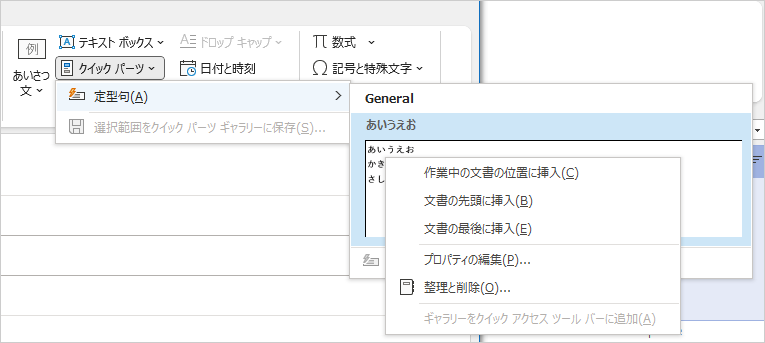 例
あいさつ
文
テキスト ボックス
クイック パーツ
ドロップ キャップ
日付と時刻
π 数式
Ω 記号と特殊文字
定型句(A)
選択範囲をクイック パーツ ギャラリーに保存(S)...
General
あいうえお
あいうえお
かき
さし
作業中の文書の位置に挿入(C)
文書の先頭に挿入(B)
文書の最後に挿入(E)
プロパティの編集(P)...
整理と削除(O)...
ギャラリーをクイック アクセス ツール バーに追加(A)